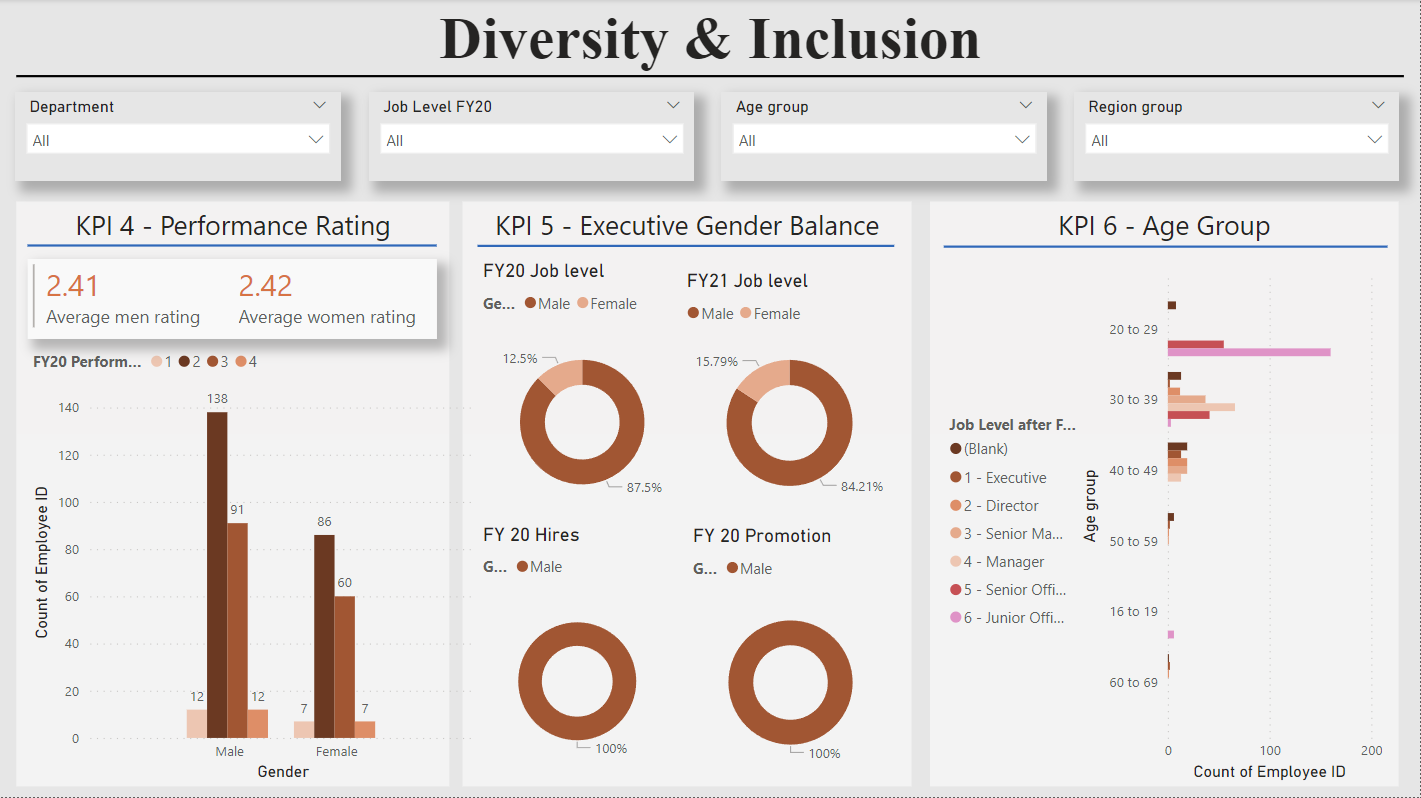 Diversity & Inclusion
Department
All
Job Level FY20
All
Age group
All
Region group
All
KPI 4 - Performance Rating
2.41
Average men rating
2.42
Average women rating
FY20 Perform...
1
2
3
4
Count of Employee ID
140
120
100
80
60
40
20
0
12
138
91
12
7
86
60
7
Male
Female
Gender
KPI 5 - Executive Gender Balance
FY20 Job level
Ge...
Male
Female
12.5%
87.5%
FY21 Job level
Male
Female
15.79%
84.21%
FY 20 Hires
G...
Male
100%
FY 20 Promotion
G...
Male
100%
KPI 6 - Age Group
Job Level after F...
(Blank)
1 - Executive
2 - Director
3 - Senior Ma...
4 - Manager
5 - Senior Offi...
6 - Junior Offi...
Age group
20 to 29
30 to 39
40 to 49
50 to 59
16 to 19
60 to 69
0
100
200
Count of Employee ID